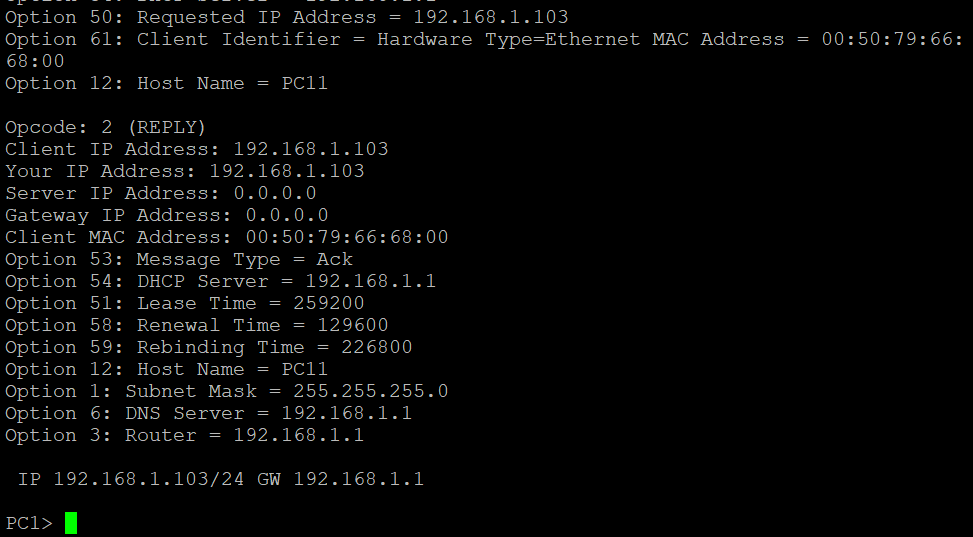 Option 50: Requested IP Address = 192.168.1.103
Option 61: Client Identifier = Hardware Type=Ethernet MAC Address = 00:50:79:66:
68:00
Option 12: Host Name = PC11
Opcode: 2 (REPLY)
Client IP Address: 192.168.1.103
Your IP Address: 192.168.1.103
Server IP Address: 0.0.0.0
Gateway IP Address: 0.0.0.0
Client MAC Address: 00:50:79:66:68:00
Option 53: Message Type = Ack
Option 54: DHCP Server = 192.168.1.1
Option 51: Lease Time = 259200
Option 58: Renewal Time = 129600
Option 59: Rebinding Time = 226800
Option 12: Host Name = PC11
Option 1: Subnet Mask = 255.255.255.0
Option 6: DNS Server = 192.168.1.1
Option 3: Router = 192.168.1.1
IP 192.168.1.103/24 GW 192.168.1.1
PC1>